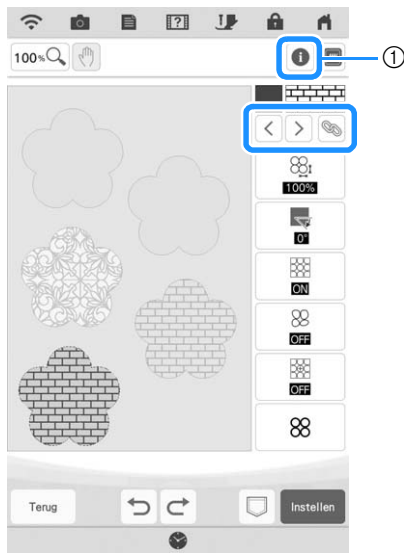 100%
①
100%
0°
ON
OFF
OFF
Terug
Instellen